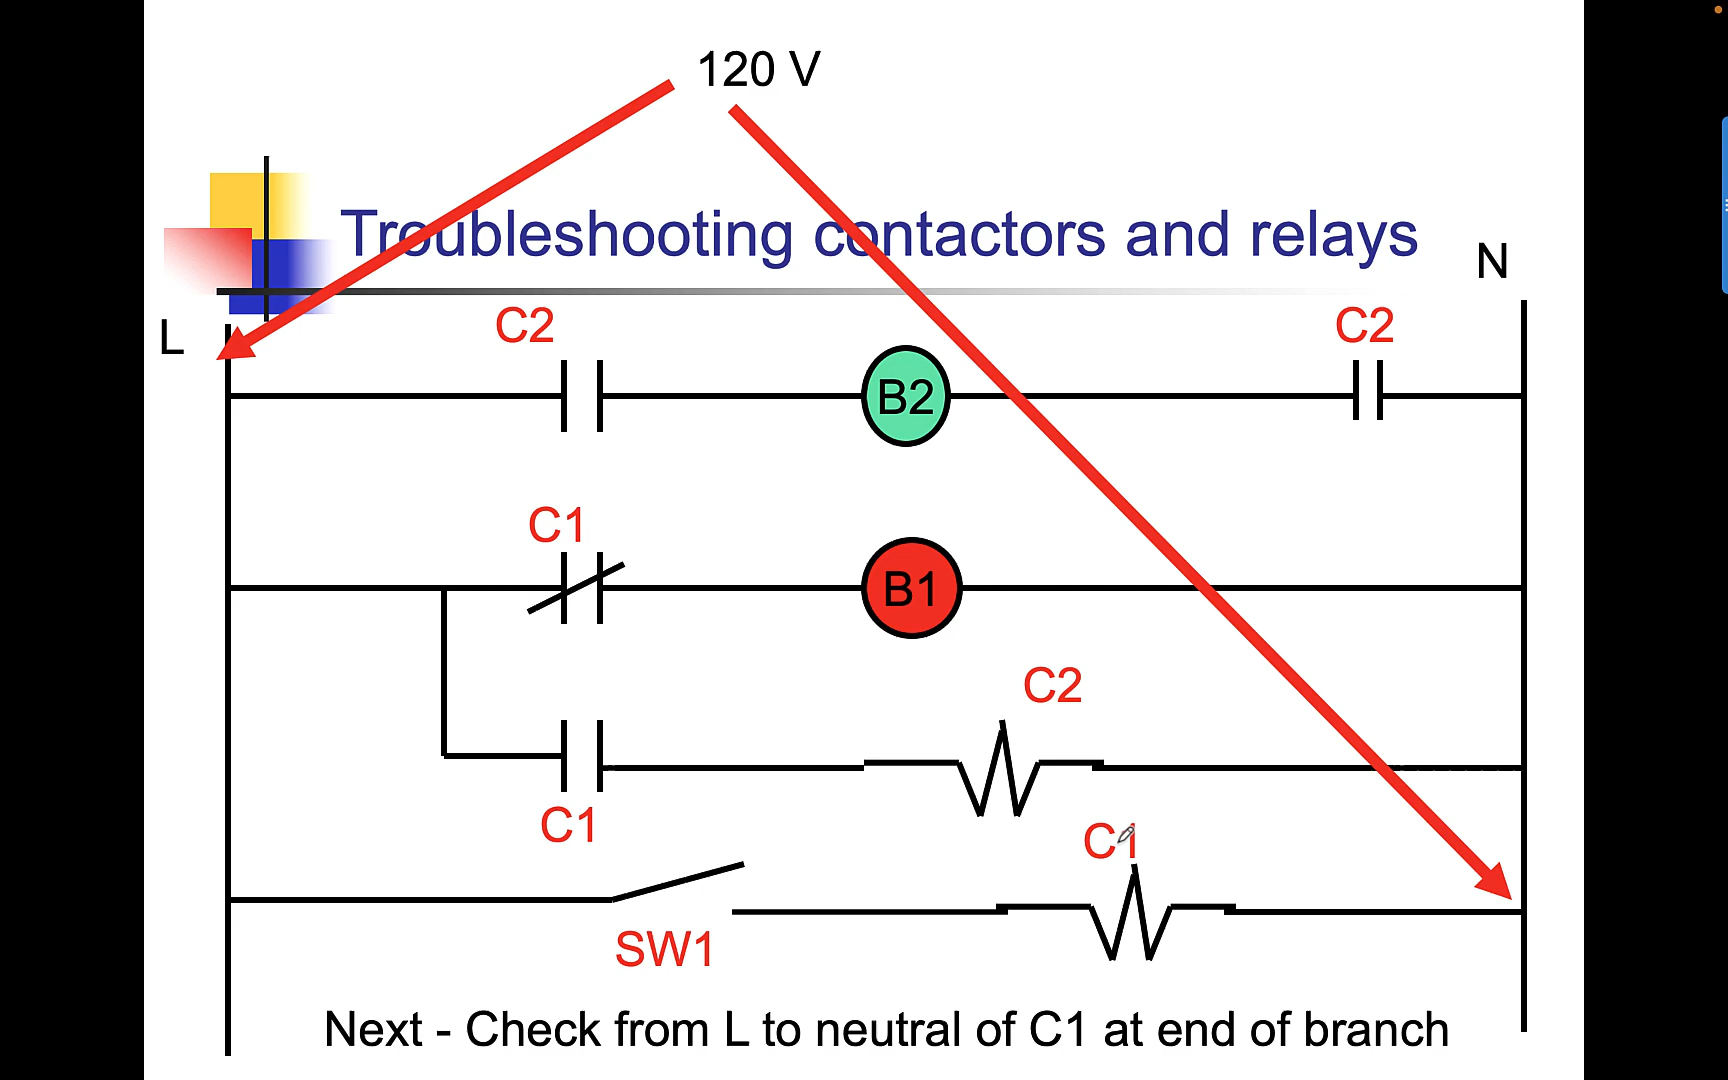 120 V
Troubleshooting contactors and relays
N
L
C2
C2
B2
C1
B1
C2
C1
C1
SW1
Next - Check from L to neutral of C1 at end of branch